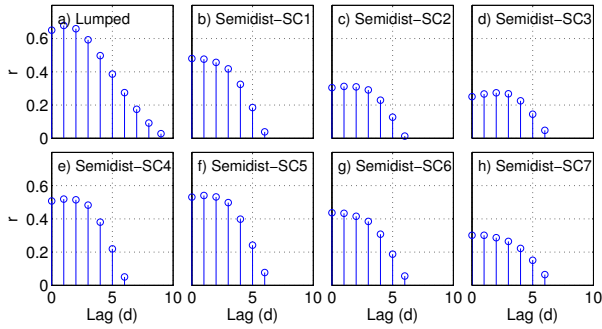 a) Lumped
b) Semidist−SC1
c) Semidist−SC2
d) Semidist−SC3
0.6
0.4
0.2
0
r
e) Semidist−SC4
f) Semidist−SC5
g) Semidist−SC6
h) Semidist−SC7
0.6
0.4
0.2
0
r
0 5 10 0 5 10 0 5 10 0 5 10
Lag (d) Lag (d) Lag (d) Lag (d)